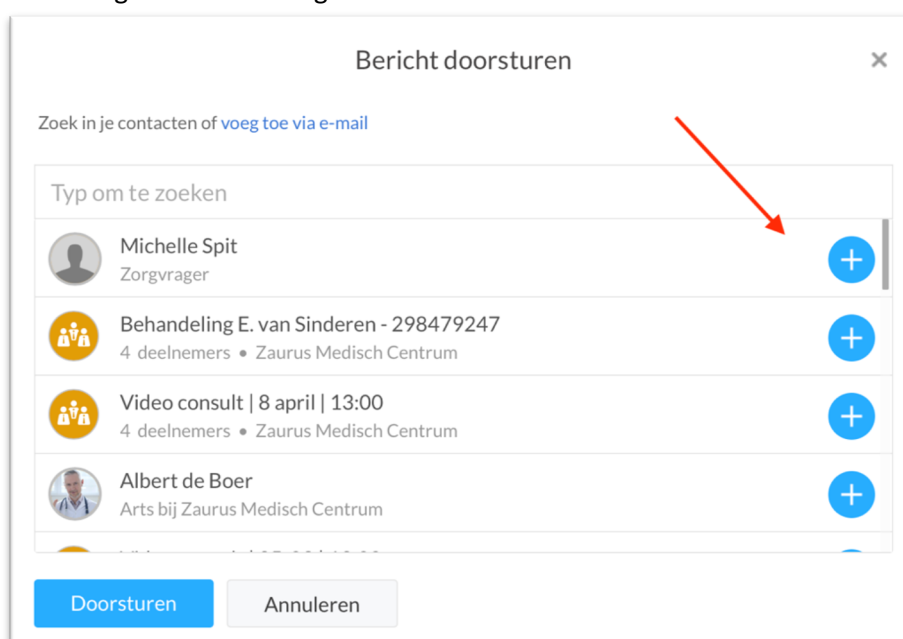 Bericht doorsturen
Zoek in je contacten of voeg toe via e-mail
Typ om te zoeken
Michelle Spit
Zorgvrager
Behandeling E. van Sinderen - 298479247
4 deelnemers • Zaurus Medisch Centrum
Video consult | 8 april | 13:00
4 deelnemers • Zaurus Medisch Centrum
Albert de Boer
Arts bij Zaurus Medisch Centrum
Doorsturen
Annuleren